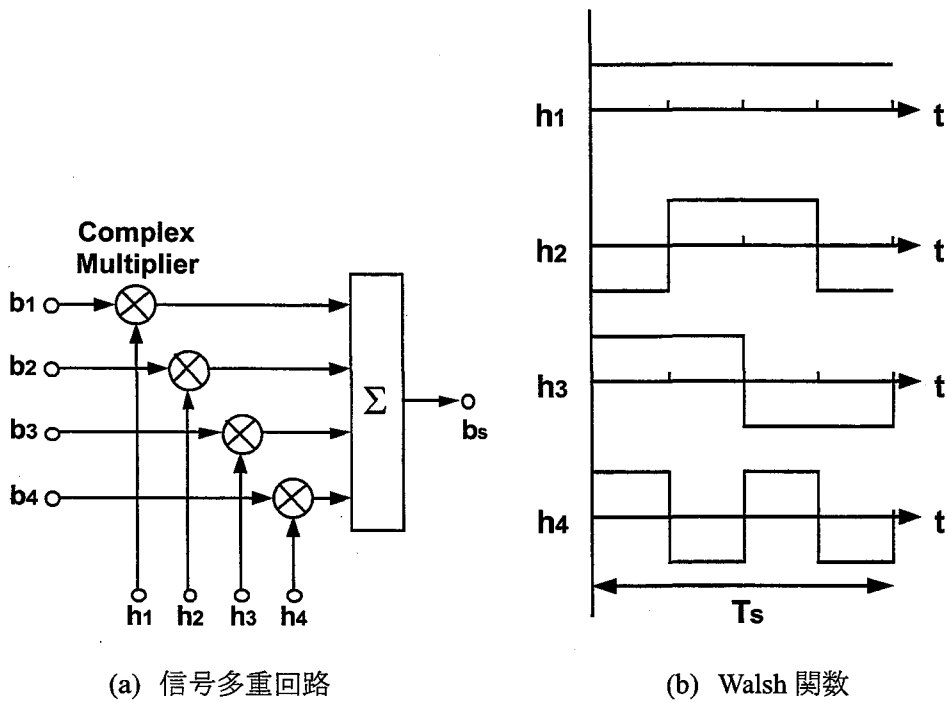 Complex
Multiplier
b1
b2
b3
b4
Σ
bs
h1 h2 h3 h4
(a) 信号多重回路
h1 t
h2 t
h3 t
h4 t
Ts
(b) Walsh 関数